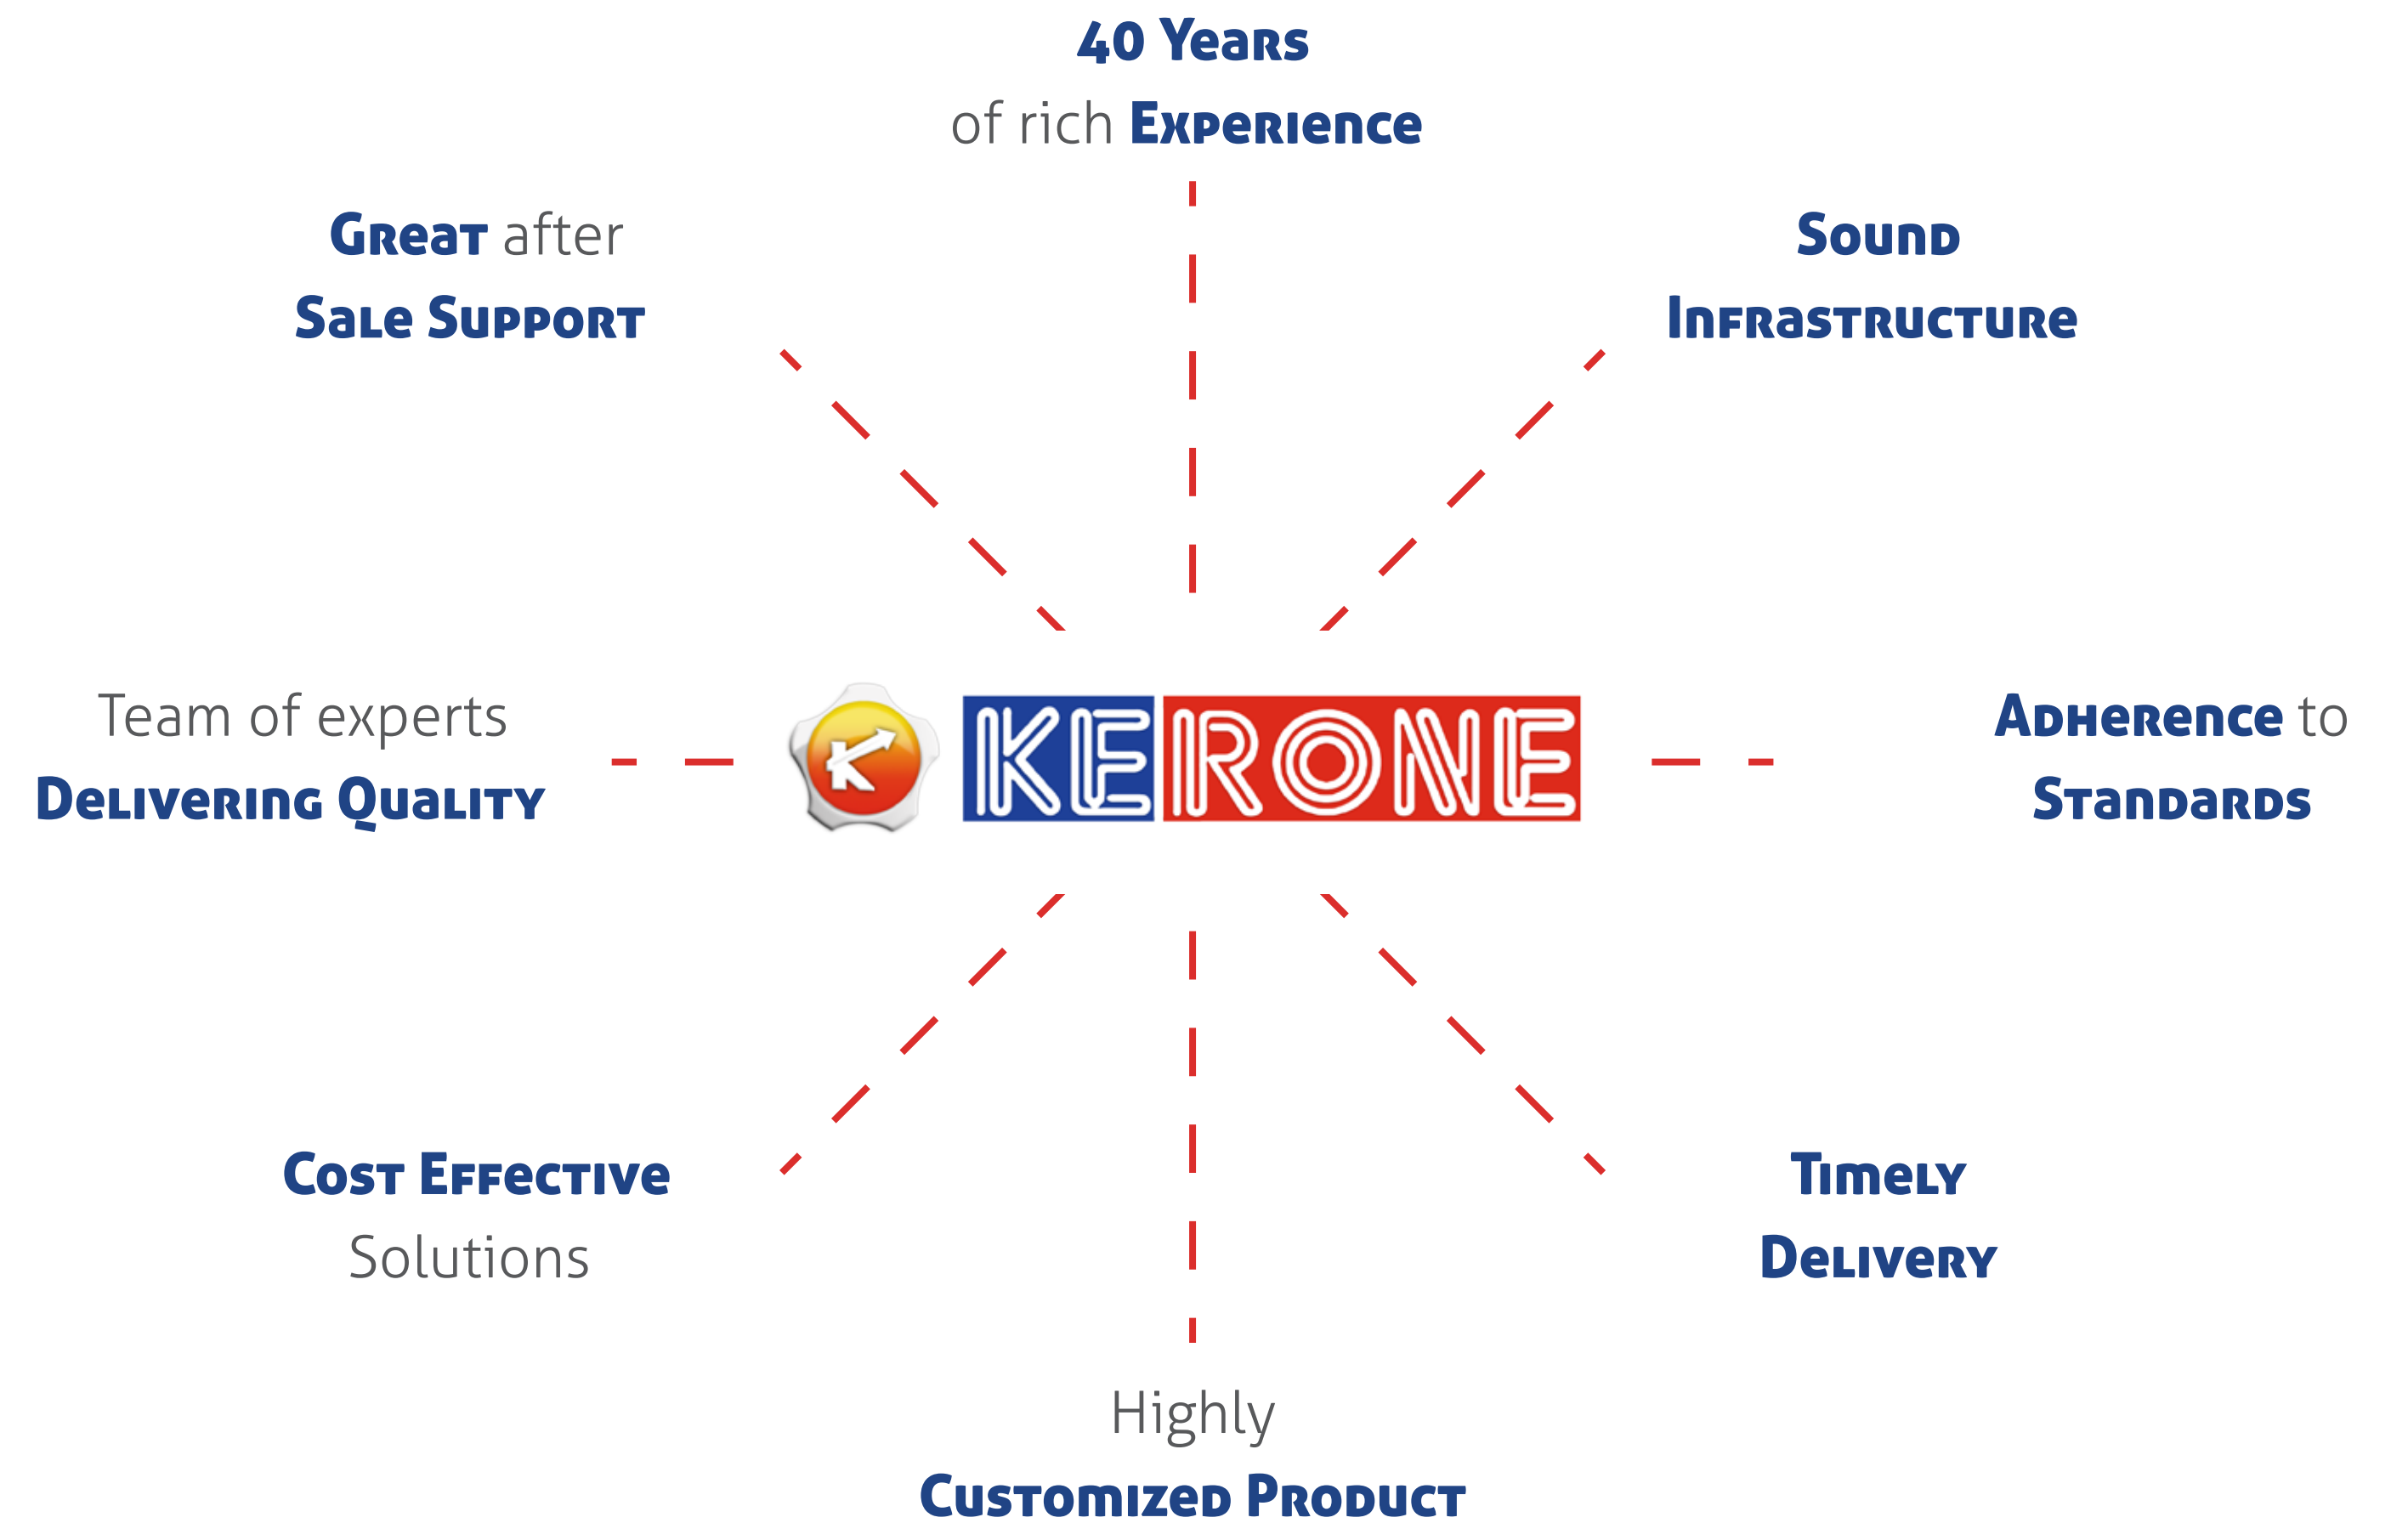 40 Years
of rich Experience
Great after
Sale Support
Sound
Infrastructure
Team of experts
Delivering Quality
K KERONE
Adherence to
Standards
Cost Effective
Solutions
Timely
Delivery
Highly
Customized Product